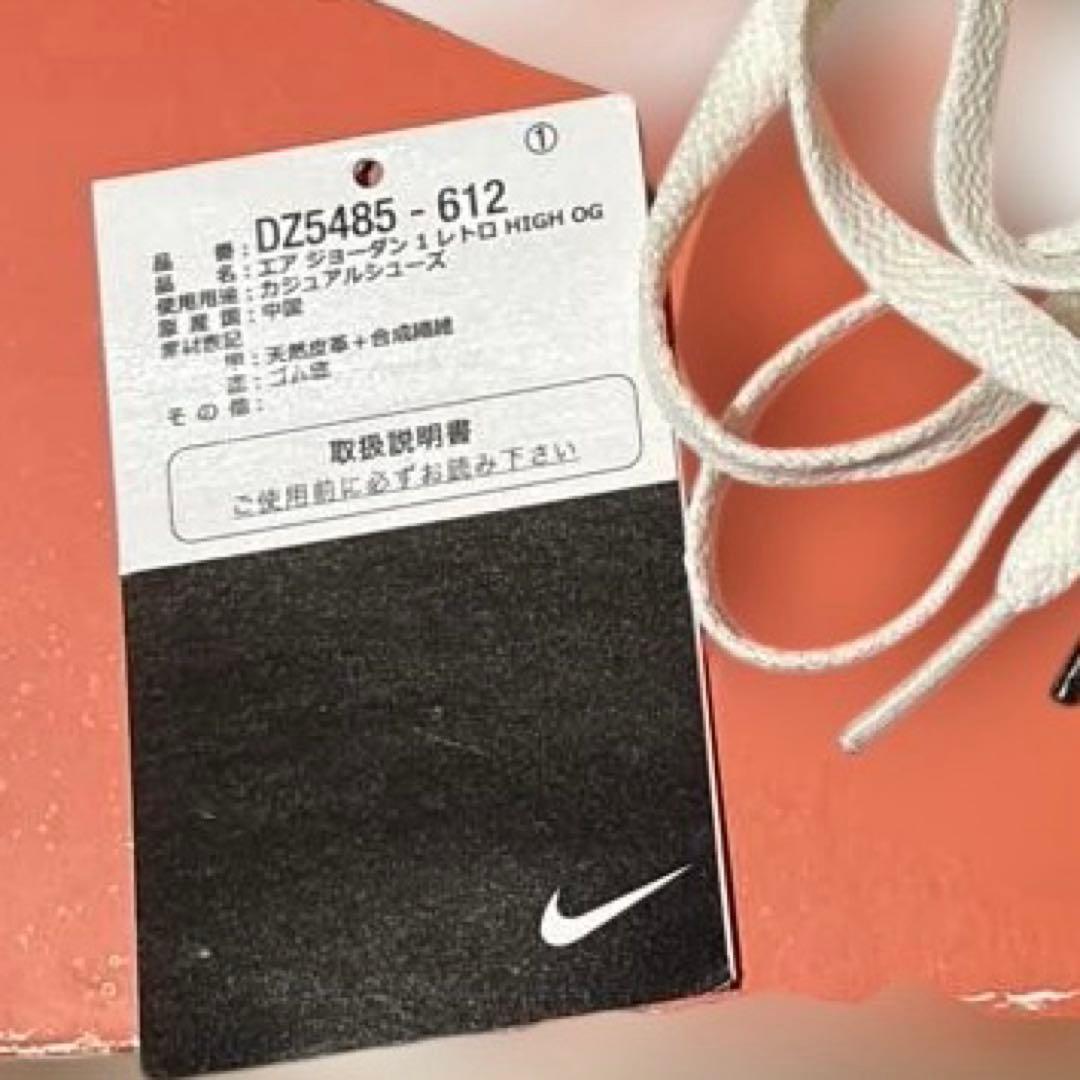 ①
品 番：DZ5485 - 612
品 名：エア ジョーダン 1 レトロ HIGH OG
使用用途：カジュアルシューズ
原 産 国：中国
素材表記
甲：天然皮革＋合成繊維
底：ゴム底
そ の 他：
取扱説明書
ご使用前に必ずお読み下さい